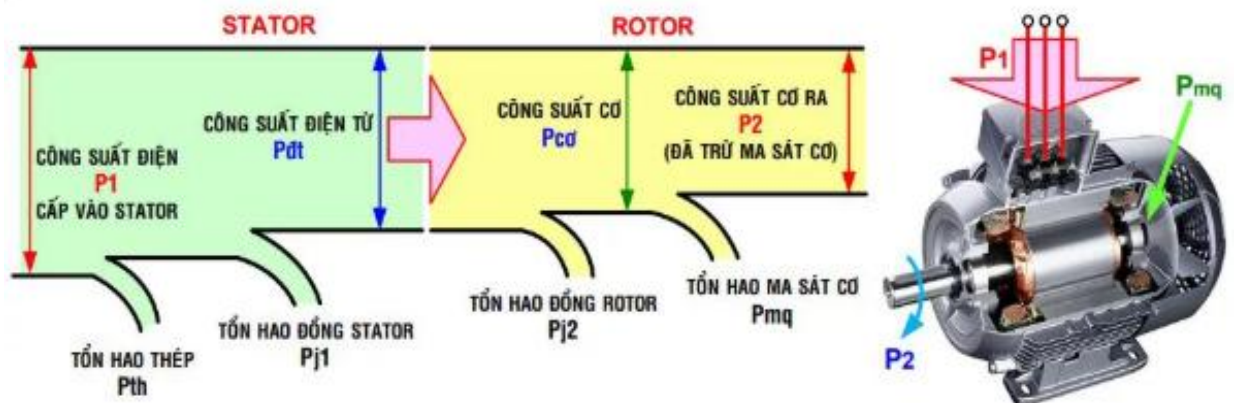 STATOR
ROTOR
CÔNG SUẤT ĐIỆN
P1
CẤP VÀO STATOR
CÔNG SUẤT ĐIỆN TỪ
Pđt
CÔNG SUẤT CƠ
Pcơ
CÔNG SUẤT CƠ RA
P2
(ĐÃ TRỪ MA SÁT CƠ)
TỔN HAO THÉP
Pth
TỔN HAO ĐỒNG STATOR
Pj1
TỔN HAO ĐỒNG ROTOR
Pj2
TỔN HAO MA SÁT CƠ
Pmq
P1
Pmq
P2